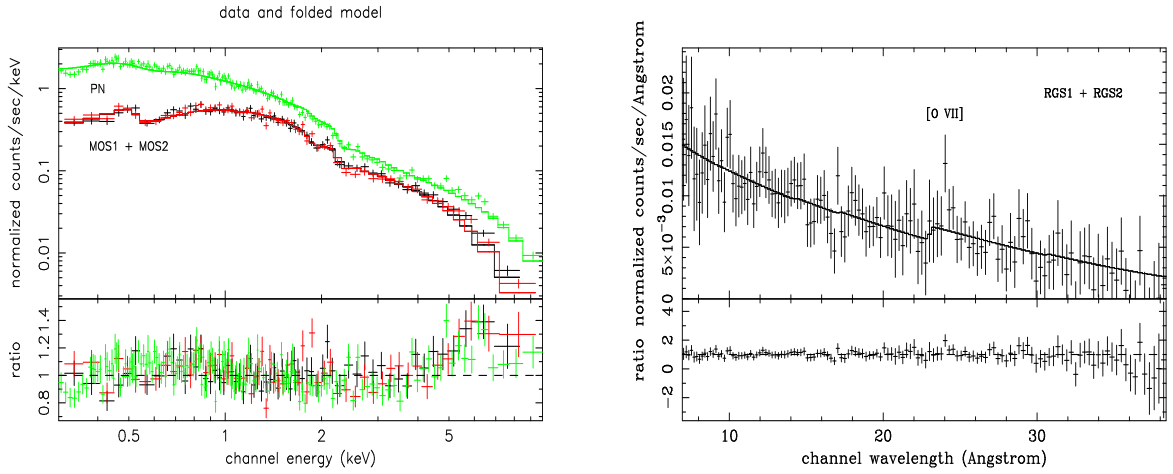 data and folded model
normalized counts/sec/keV
1
0.1
0.01
PN
MOS1 + MOS2
ratio
1.4
1.2
1
0.8
0.5
1
2
5
channel energy (keV)
ratio normalized counts/sec/Angstrom
0.02
0.015
0.01
5×10⁻³
0
RGS1 + RGS2
[O VII]
4
2
0
−2
10
20
30
channel wavelength (Angstrom)